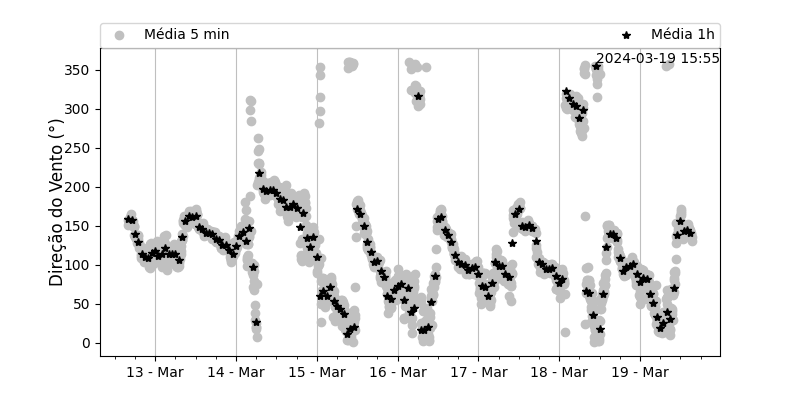 Média 5 min
Média 1h
2024-03-19 15:55
Direção do Vento (°)
350
300
250
200
150
100
50
0
13 - Mar
14 - Mar
15 - Mar
16 - Mar
17 - Mar
18 - Mar
19 - Mar